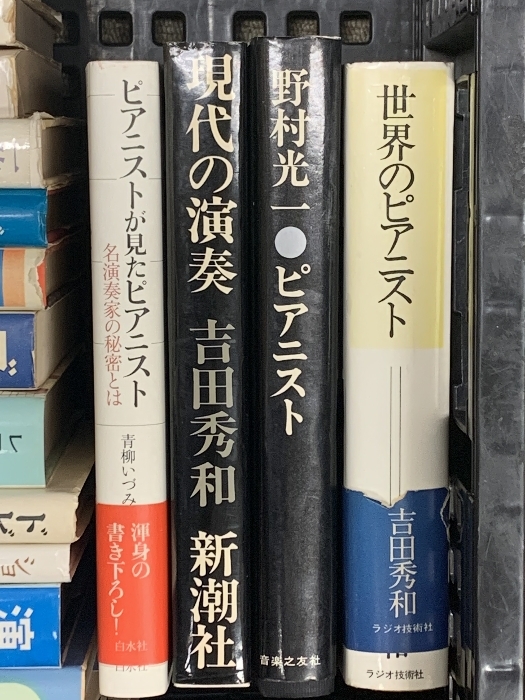 ピアニストが見たピアニスト
名演奏家の秘密とは
青柳いづみ
渾身の
書き下ろし!
白水社
白水社
現代の演奏 吉田秀和 新潮社
野村光一●ピアニスト
音楽之友社
世界のピアニスト
吉田秀和
ラジオ技術社
ラジオ技術社